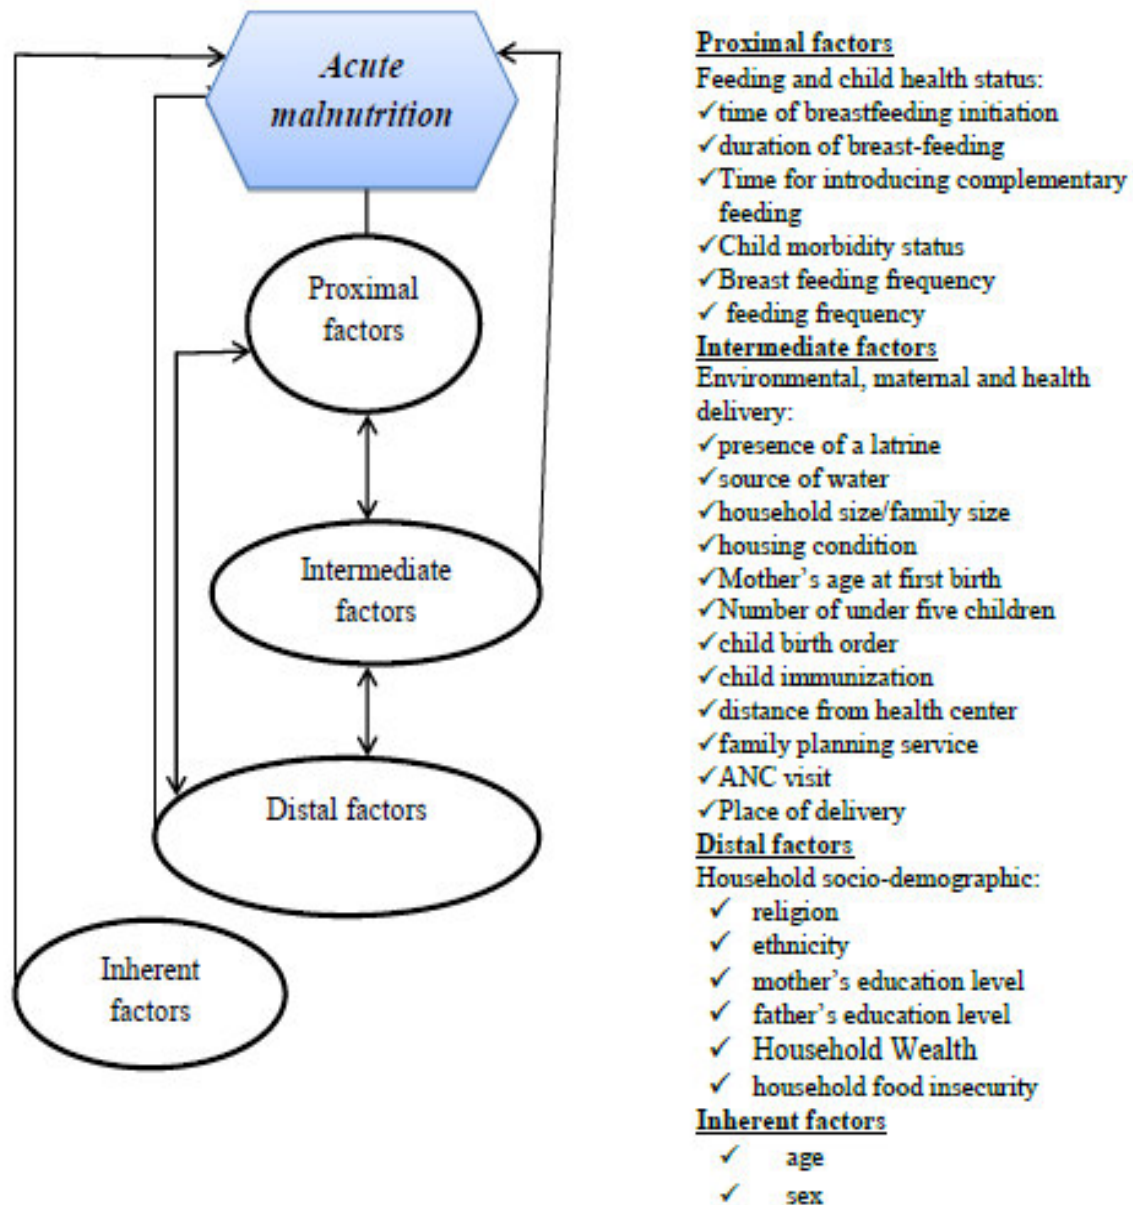 Acute
malnutrition
Proximal
factors
Intermediate
factors
Distal factors
Inherent
factors
Proximal factors
Feeding and child health status:
✓time of breastfeeding initiation
✓duration of breast-feeding
✓Time for introducing complementary
feeding
✓Child morbidity status
✓Breast feeding frequency
✓ feeding frequency
Intermediate factors
Environmental, maternal and health
delivery:
✓presence of a latrine
✓source of water
✓household size/family size
✓housing condition
✓Mother's age at first birth
✓Number of under five children
✓child birth order
✓child immunization
✓distance from health center
✓family planning service
✓ANC visit
✓Place of delivery
Distal factors
Household socio-demographic:
✓ religion
✓ ethnicity
✓ mother's education level
✓ father's education level
✓ Household Wealth
✓ household food insecurity
Inherent factors
✓ age
✓ sex